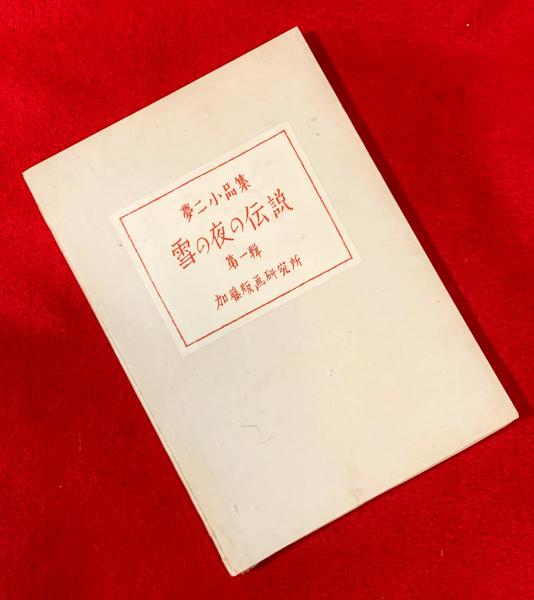 夢二小品集
雪の夜の伝説
第一輯
加藤版画研究所